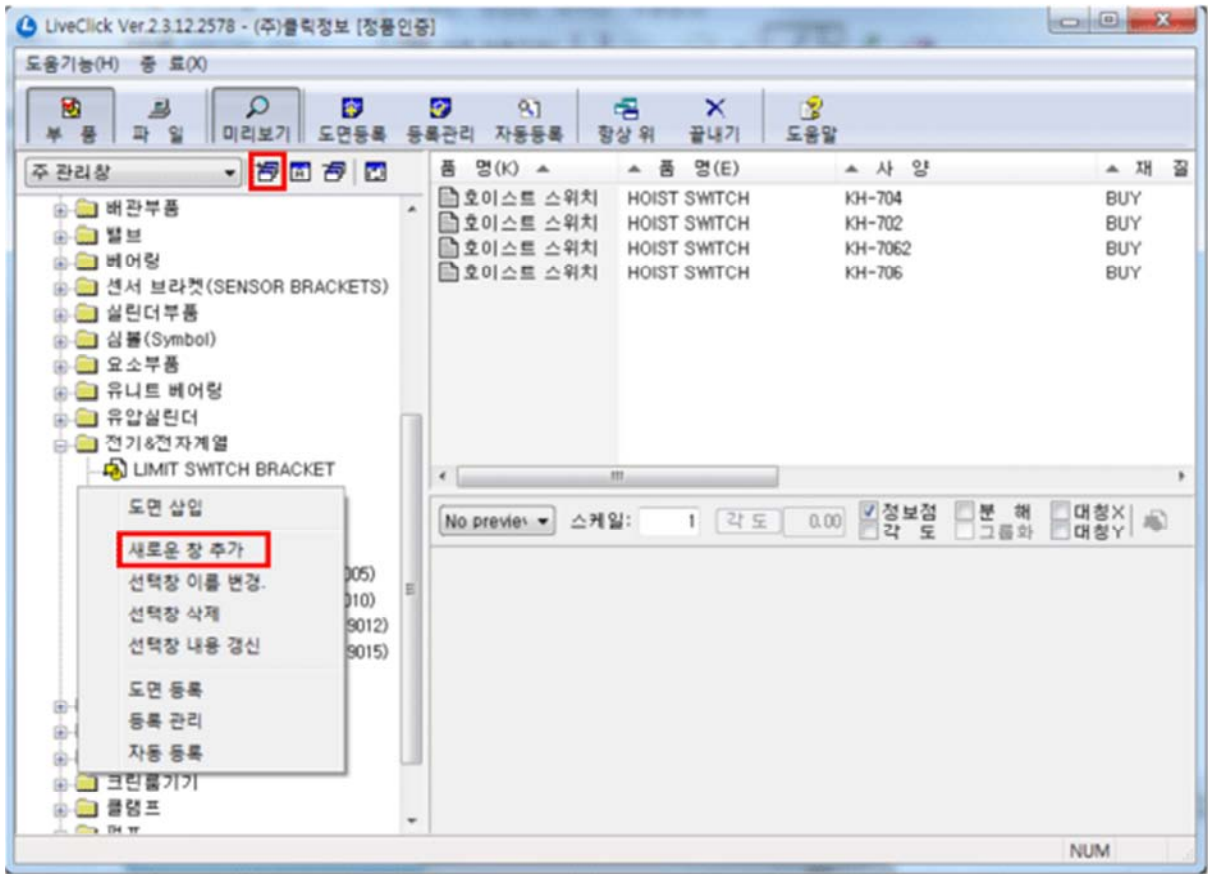 LiveClick Ver.2.3.12.2578 - (주)클릭정보 [정품인증]
도움기능(H) 종 료(X)
부 품 파 일 미리보기 도면등록 등록관리 자동등록 항상 위 끝내기 도움말
주 관리창
배관부품
밸브
베어링
센서 브라켓(SENSOR BRACKETS)
실린더부품
심볼(Symbol)
요소부품
유니트 베어링
유압실린더
전기&전자계열
LIMIT SWITCH BRACKET
005)
010)
9012)
9015)
크린룸기기
클램프
도면 삽입
새로운 창 추가
선택창 이름 변경.
선택창 삭제
선택창 내용 갱신
도면 등록
등록 관리
자동 등록
품 명(K) 품 명(E) 사 양 재 질
호이스트 스위치 HOIST SWITCH KH-704 BUY
호이스트 스위치 HOIST SWITCH KH-702 BUY
호이스트 스위치 HOIST SWITCH KH-7062 BUY
호이스트 스위치 HOIST SWITCH KH-706 BUY
No previe 스케일: 1 각 도 0.00 정보점 분 해 대칭X
각 도 그룹화 대칭Y
NUM